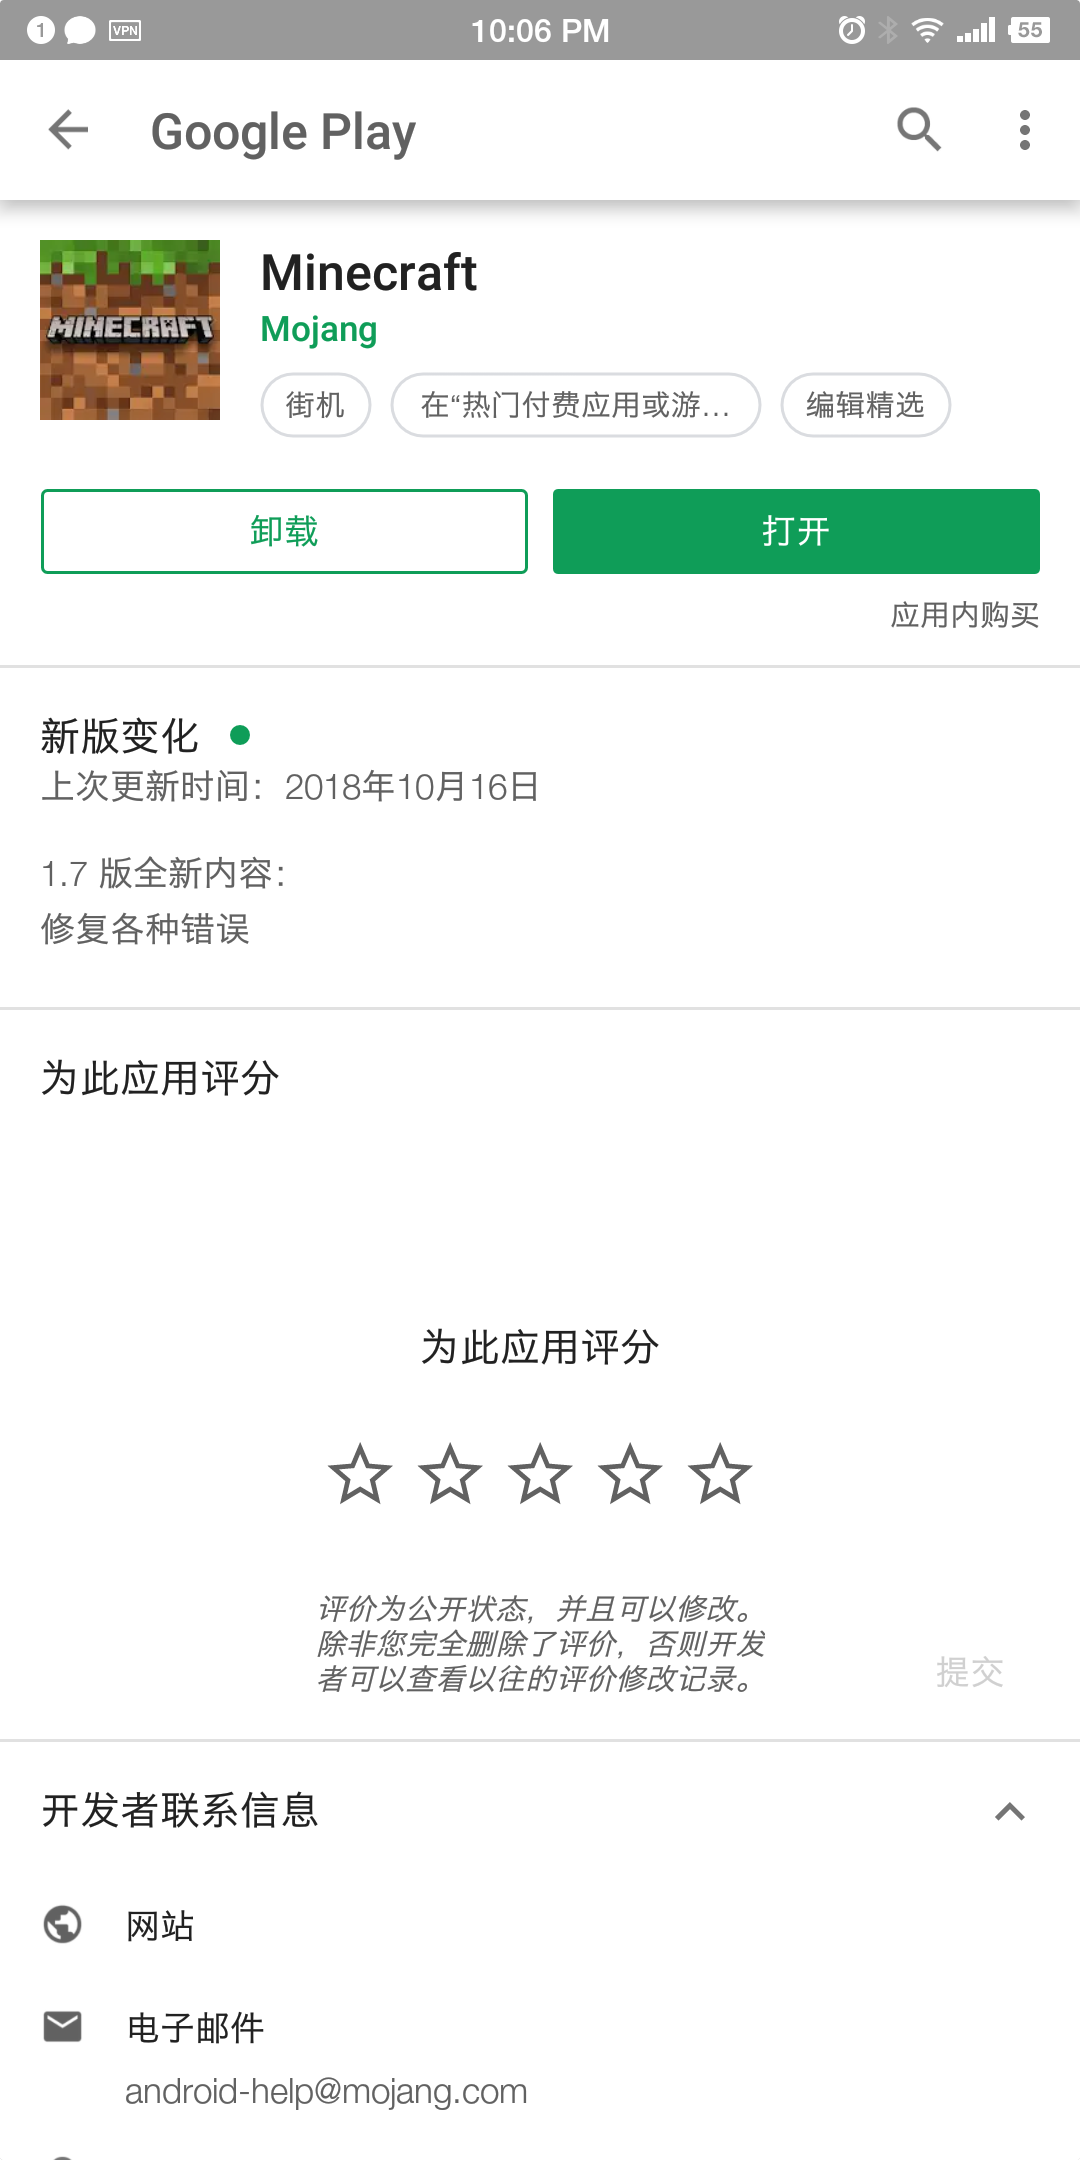 1 VPN 10:06 PM 55
Google Play
MINECRAFT
Minecraft
Mojang
街机 在“热门付费应用或游... 编辑精选
卸载 打开
应用内购买
新版变化
上次更新时间：2018年10月16日
1.7 版全新内容：
修复各种错误
为此应用评分
为此应用评分
评价为公开状态，并且可以修改。
除非您完全删除了评价，否则开发
者可以查看以往的评价修改记录。
提交
开发者联系信息
网站
电子邮件
android-help@mojang.com